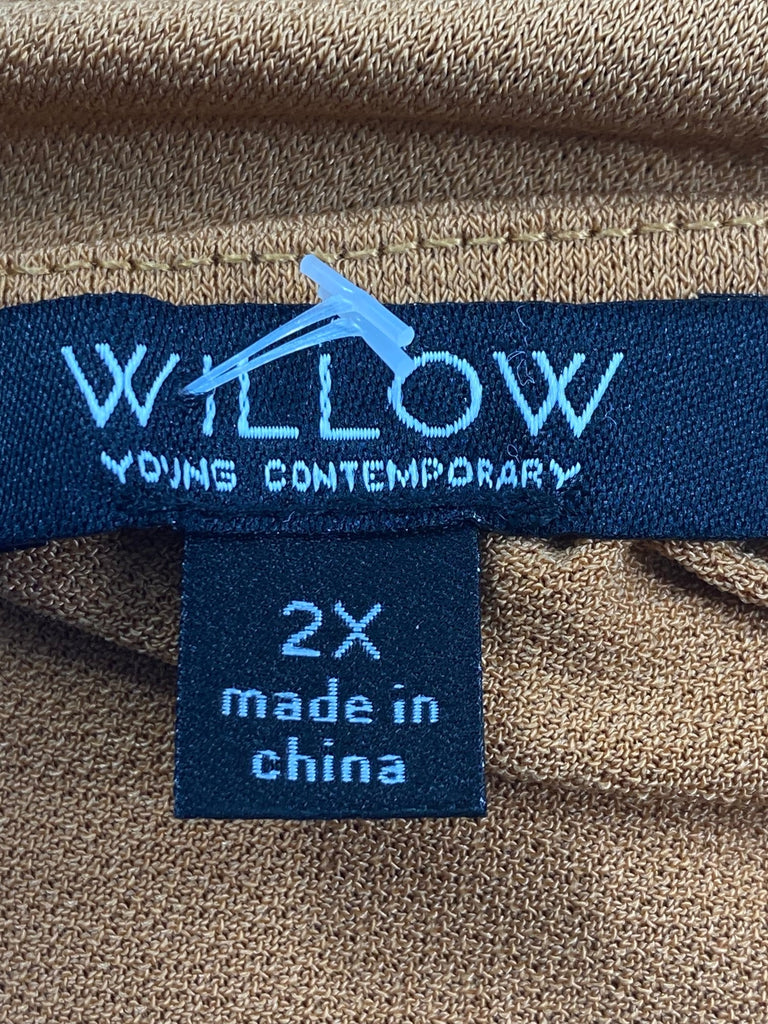 WILLOW
YOUNG CONTEMPORARY
2X
made in
china